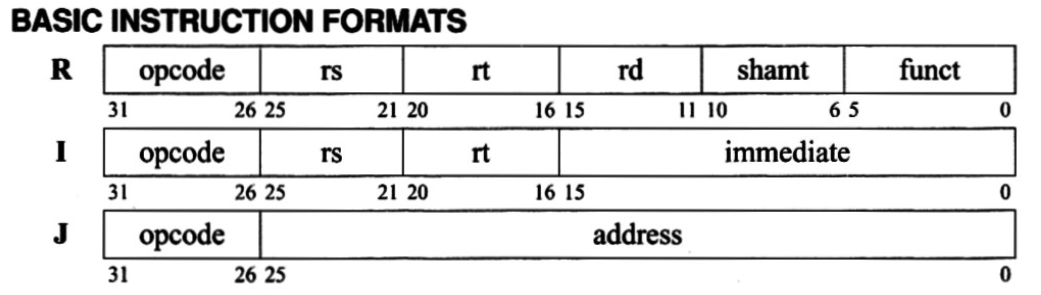 BASIC INSTRUCTION FORMATS
R opcode rs rt rd shamt funct
31 26 25 21 20 16 15 11 10 6 5 0
I opcode rs rt immediate
31 26 25 21 20 16 15 0
J opcode address
31 26 25 0